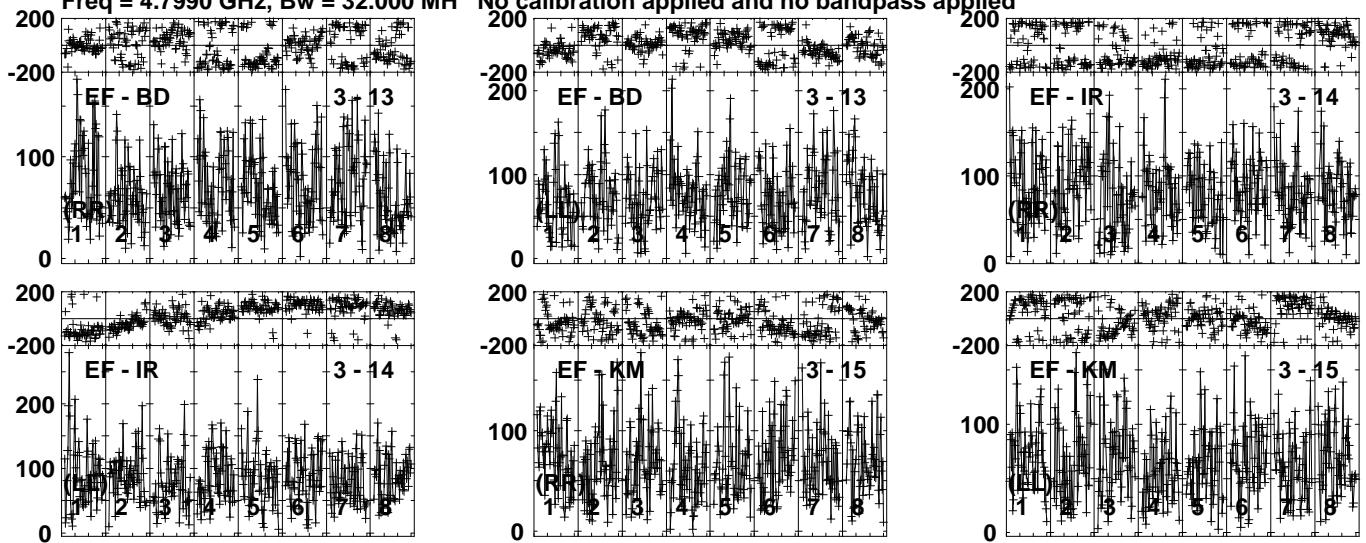 Freq = 4.7990 GHz, Bw = 32.000 MH No calibration applied and no bandpass applied
200
-200
EF - BD 3 - 13
100
(RR)
1 2 3 4 5 6 7 8
0
200
-200
EF - BD 3 - 13
100
(LL)
1 2 3 4 5 6 7 8
0
200
-200
200
EF - IR 3 - 14
100
(RR)
1 2 3 4 5 6 7 8
0
200
-200
EF - IR 3 - 14
200
100
(LL)
1 2 3 4 5 6 7 8
0
200
-200
EF - KM 3 - 15
100
(RR)
1 2 3 4 5 6 7 8
0
200
-200
EF - KM 3 - 15
100
(LL)
1 2 3 4 5 6 7 8
0